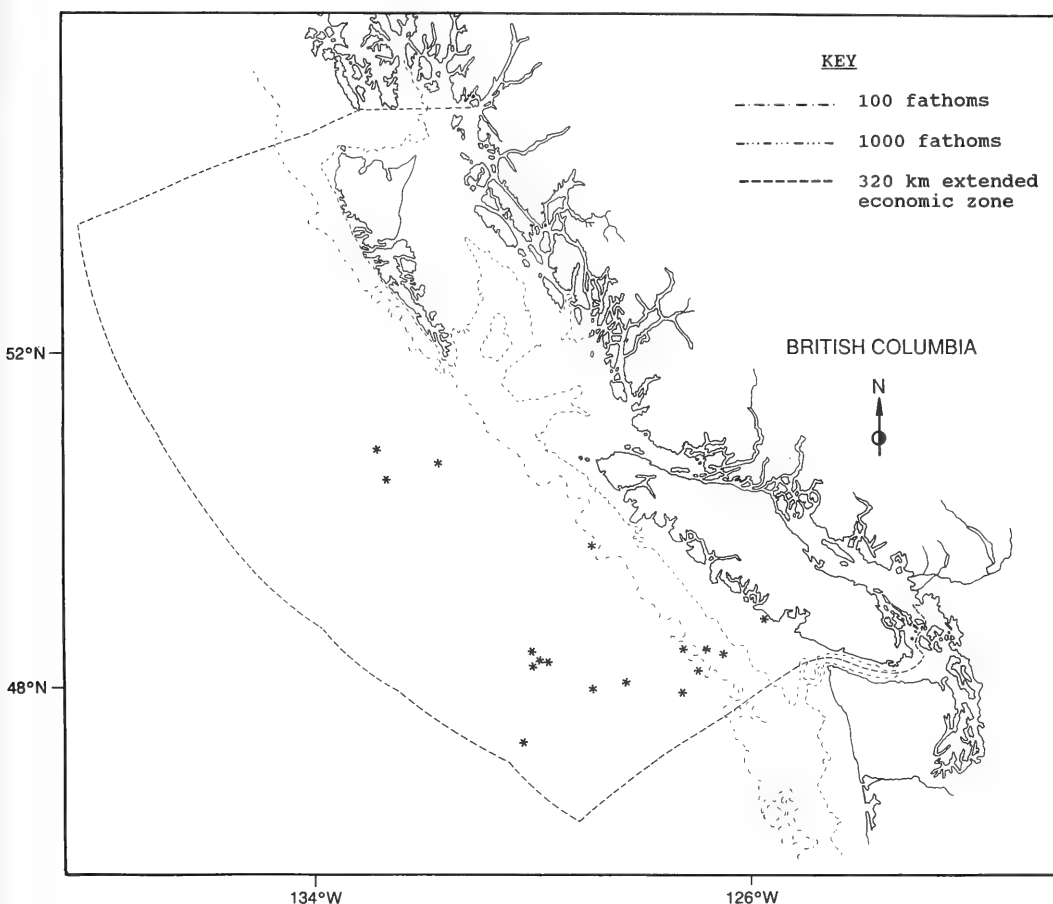 KEY
100 fathoms
1000 fathoms
320 km extended
economic zone
52°N
BRITISH COLUMBIA
N
48°N
134°W
126°W